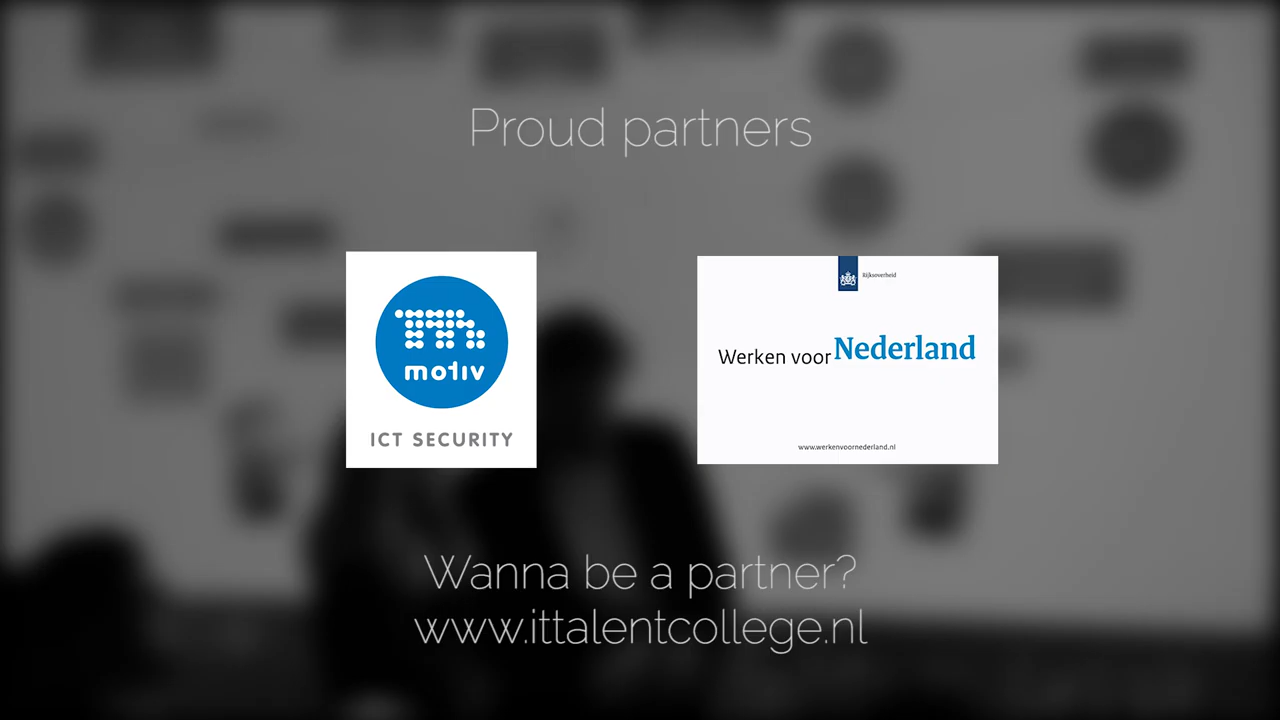 Proud partners
motiv
ICT SECURITY
Rijksoverheid
Werken voor Nederland
www.werkenvoornederland.nl
Wanna be a partner?
www.ittalentcollege.nl